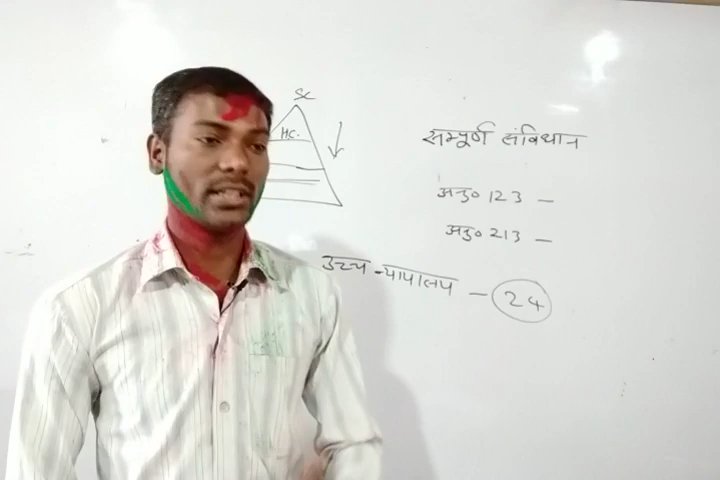 SC
HC.
सम्पूर्ण संविधान
अनु० 123 —
अनु० 213 —
उच्च न्यायालय — 24